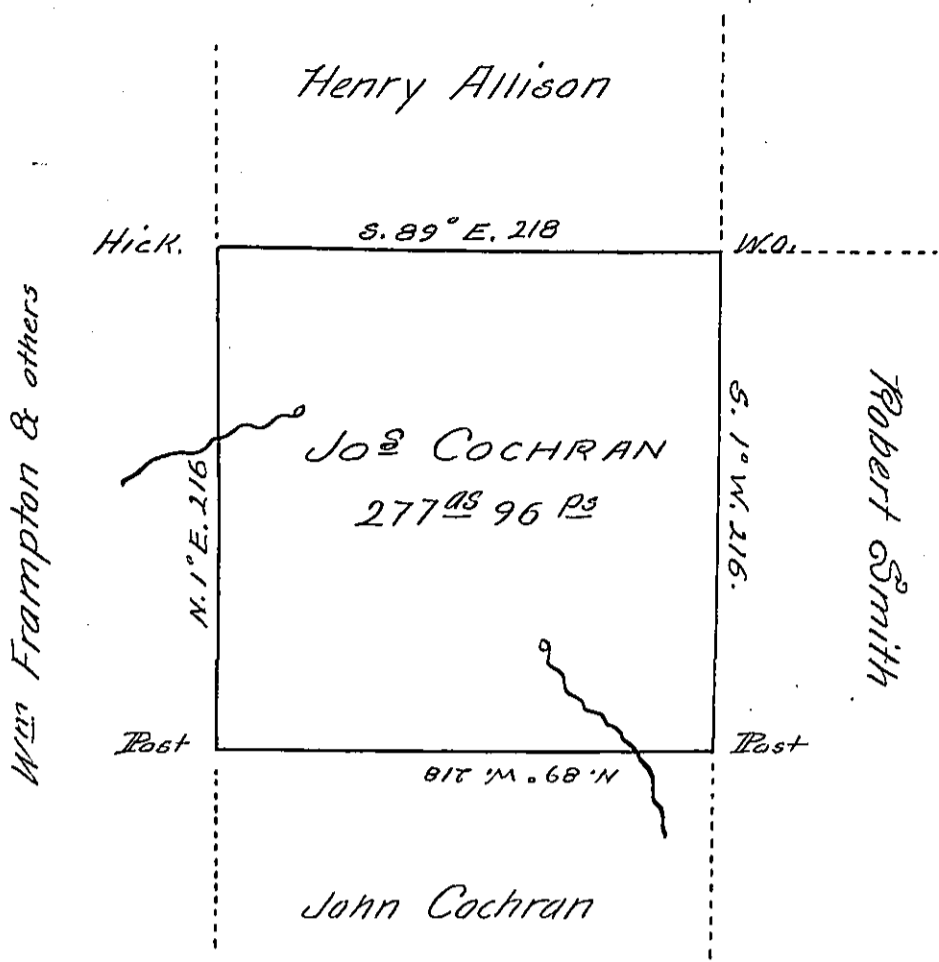 Henry Allison
Hick.
S. 89° E. 218
W.O.
Wm Frampton & others
N. 1° E. 216
Jos COCHRAN
277 as 96 ps
S. 1° W. 216.
Robert Smith
Post
N. 89° W. 218
Post
John Cochran